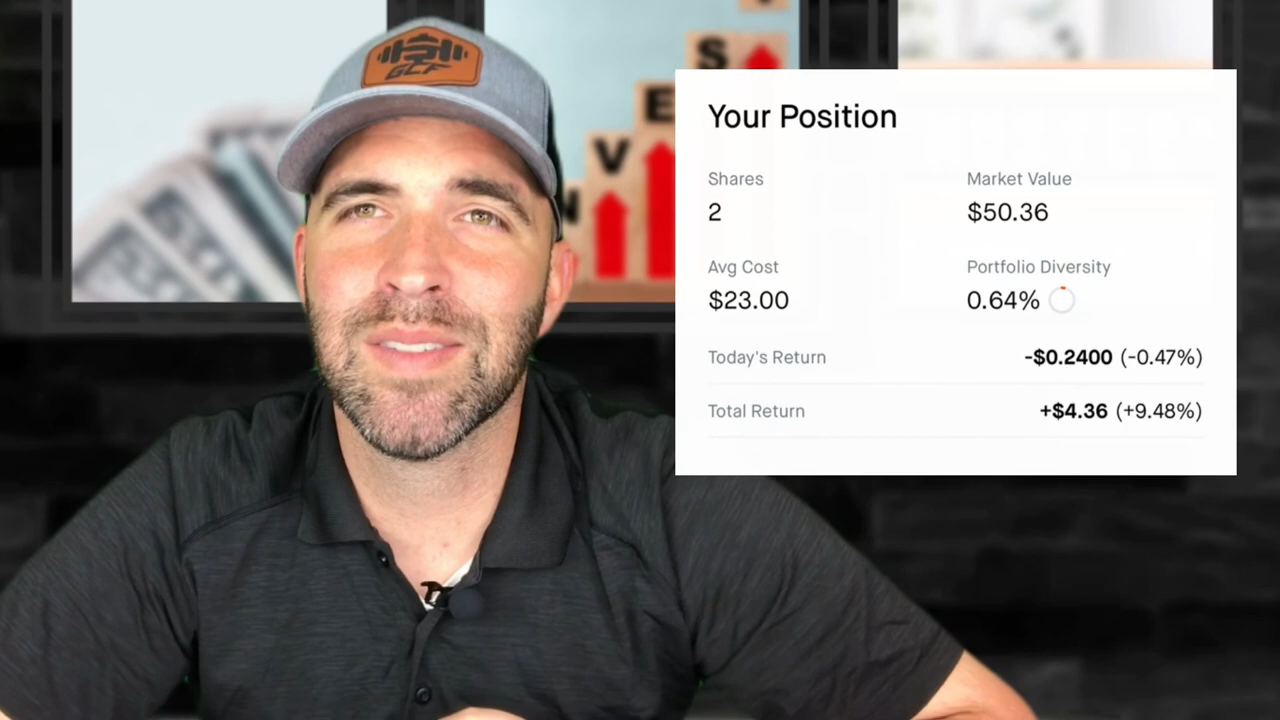 GCF
N
V
E
S
Your Position
Shares
2
Market Value
$50.36
Avg Cost
$23.00
Portfolio Diversity
0.64%
Today's Return
-$0.2400 (-0.47%)
Total Return
+$4.36 (+9.48%)